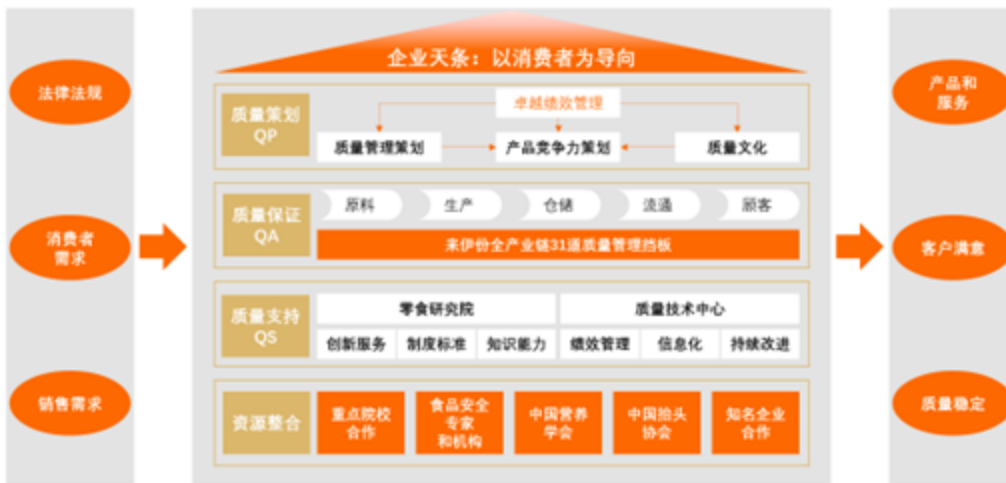 企业天条：以消费者为导向
法律法规
消费者
需求
销售需求
质量策划
QP
卓越绩效管理
质量管理策划
产品竞争力策划
质量文化
质量保证
QA
原料
生产
仓储
流通
顾客
来伊份全产业链31道质量管理挡板
质量支持
QS
零食研究院
质量技术中心
创新服务
制度标准
知识能力
绩效管理
信息化
持续改进
资源整合
重点院校
合作
食品安全
专家
和机构
中国营养
学会
中国抬头
协会
知名企业
合作
产品和
服务
客户满意
质量稳定